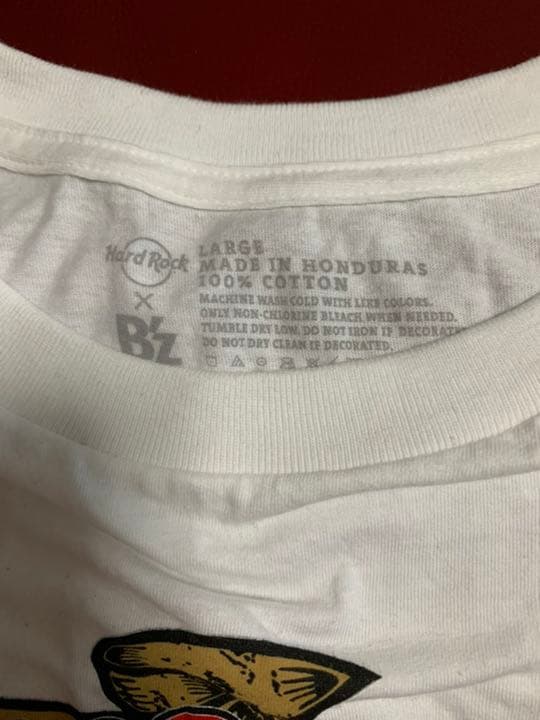 Hard Rock
×
B'z
LARGE
MADE IN HONDURAS
100% COTTON
MACHINE WASH COLD WITH LIKE COLORS.
ONLY NON-CHLORINE BLEACH WHEN NEEDED.
TUMBLE DRY LOW. DO NOT IRON IF DECORAT
DO NOT DRY CLEAN IF DECORATED.